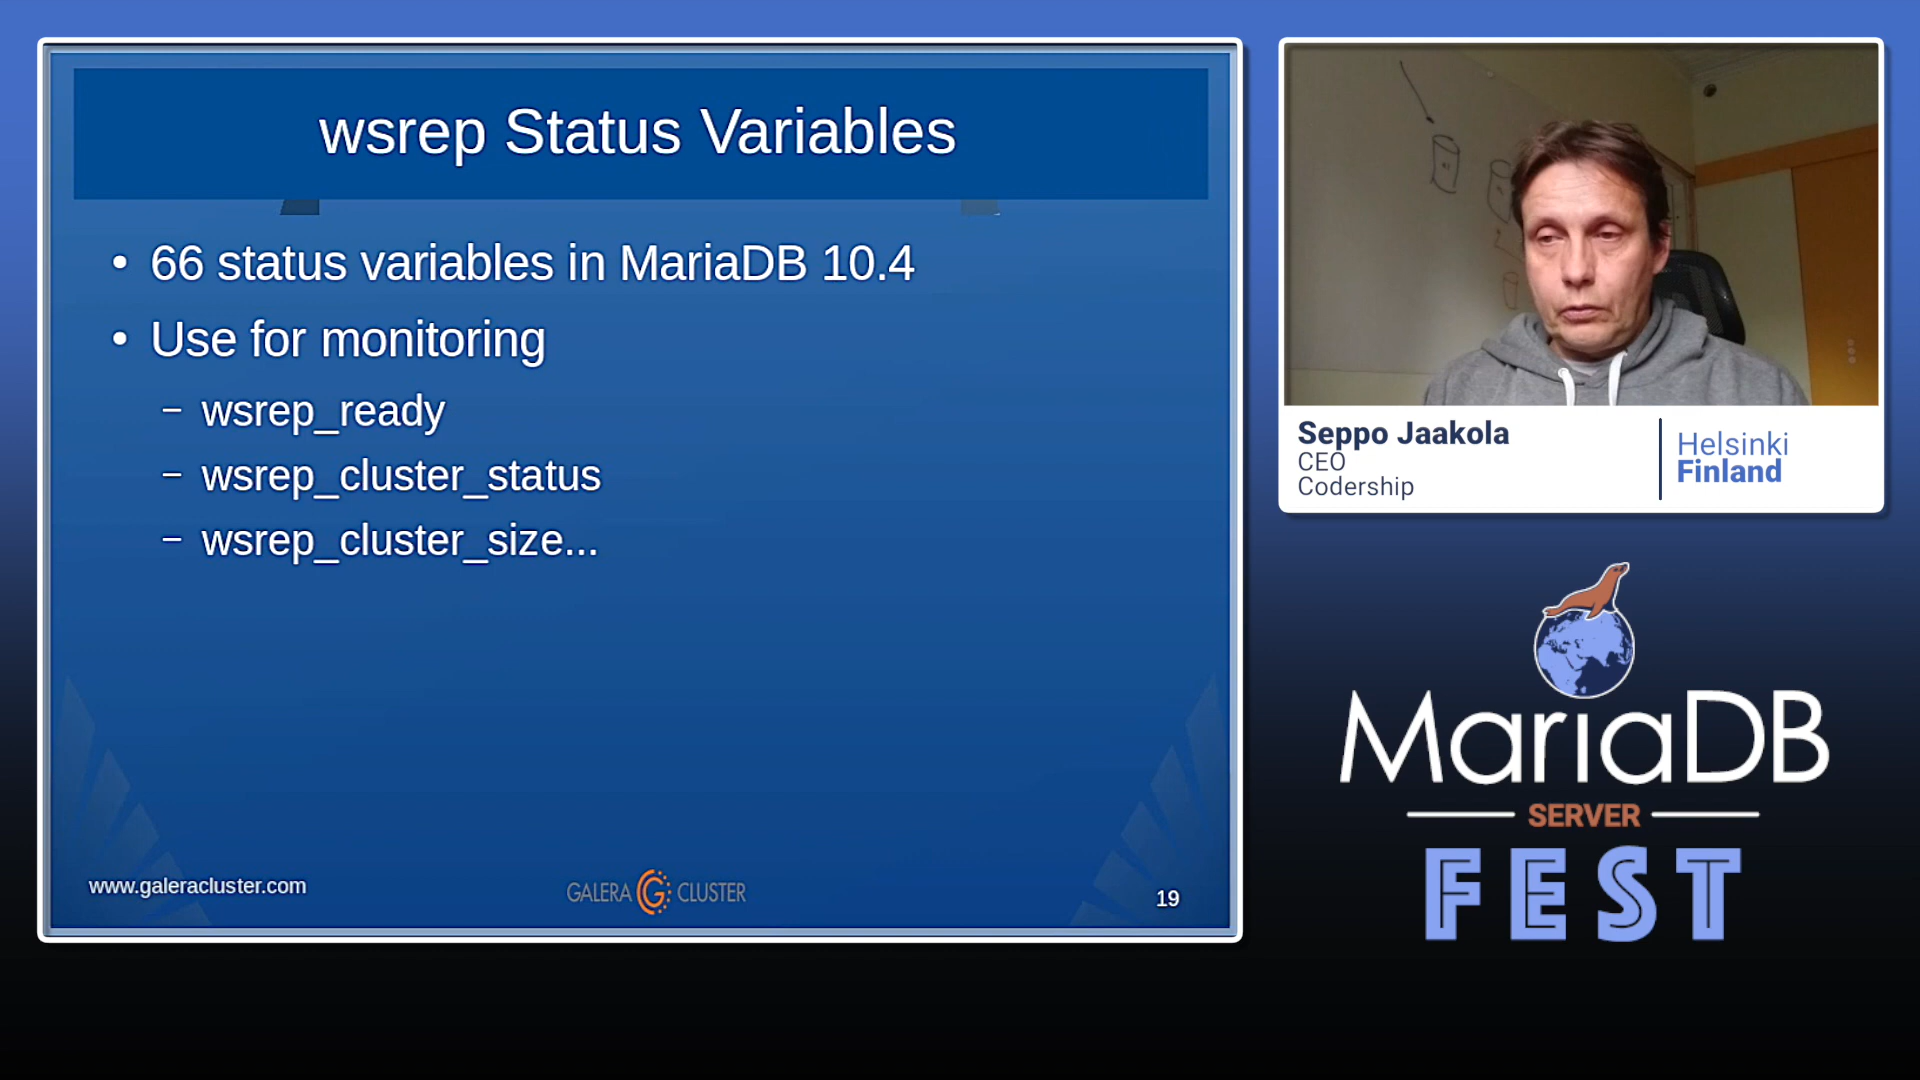 wsrep Status Variables
• 66 status variables in MariaDB 10.4
• Use for monitoring
– wsrep_ready
– wsrep_cluster_status
– wsrep_cluster_size...
www.galeracluster.com
GALERA CLUSTER
19
Seppo Jaakola
CEO
Codership
Helsinki
Finland
MariaDB
SERVER
FEST